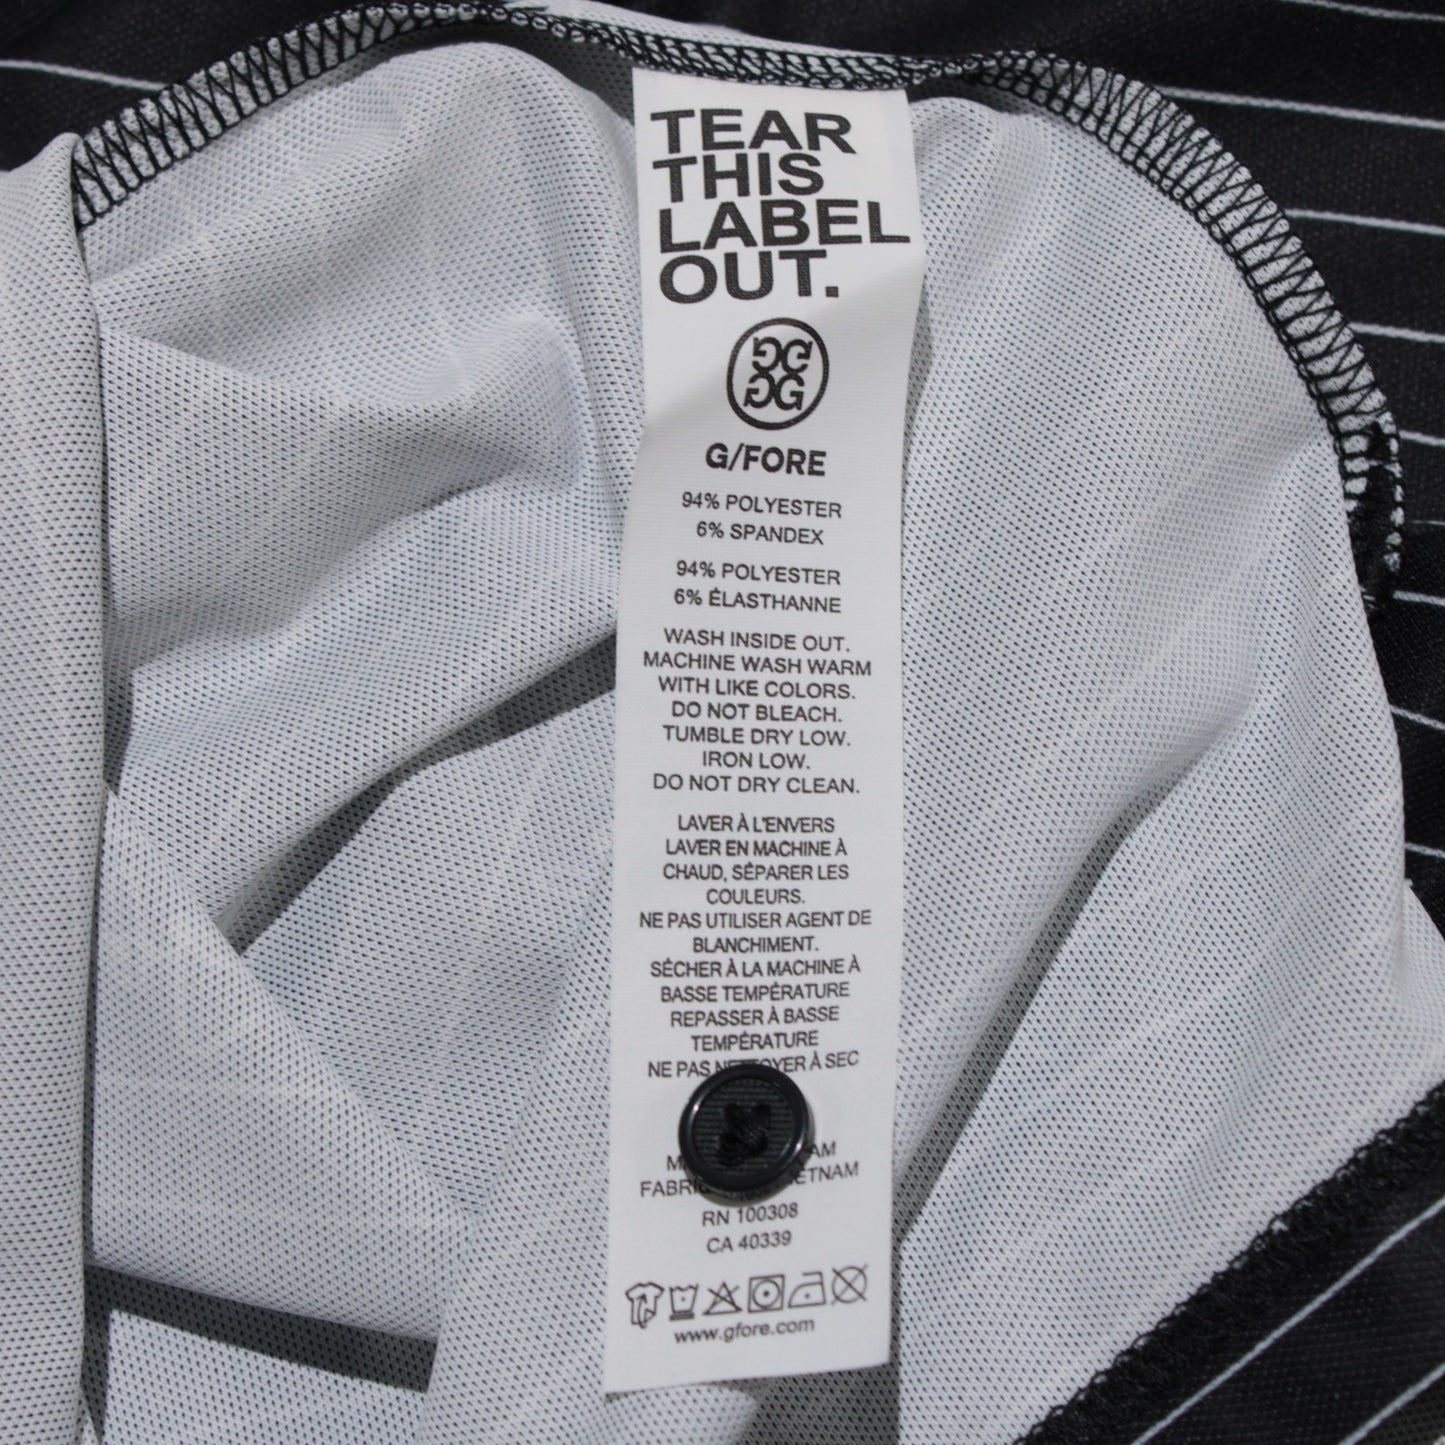 TEAR
THIS
LABEL
OUT.
G/FORE
94% POLYESTER
6% SPANDEX
94% POLYESTER
6% ÉLASTHANNE
WASH INSIDE OUT.
MACHINE WASH WARM
WITH LIKE COLORS.
DO NOT BLEACH.
TUMBLE DRY LOW.
IRON LOW.
DO NOT DRY CLEAN.
LAVER À L'ENVERS
LAVER EN MACHINE À
CHAUD, SÉPARER LES
COULEURS.
NE PAS UTILISER AGENT DE
BLANCHIMENT.
SÉCHER À LA MACHINE À
BASSE TEMPÉRATURE
REPASSER À BASSE
TEMPÉRATURE
NE PAS NETTOYER À SEC
RN 100308
CA 40339
www.gfore.com